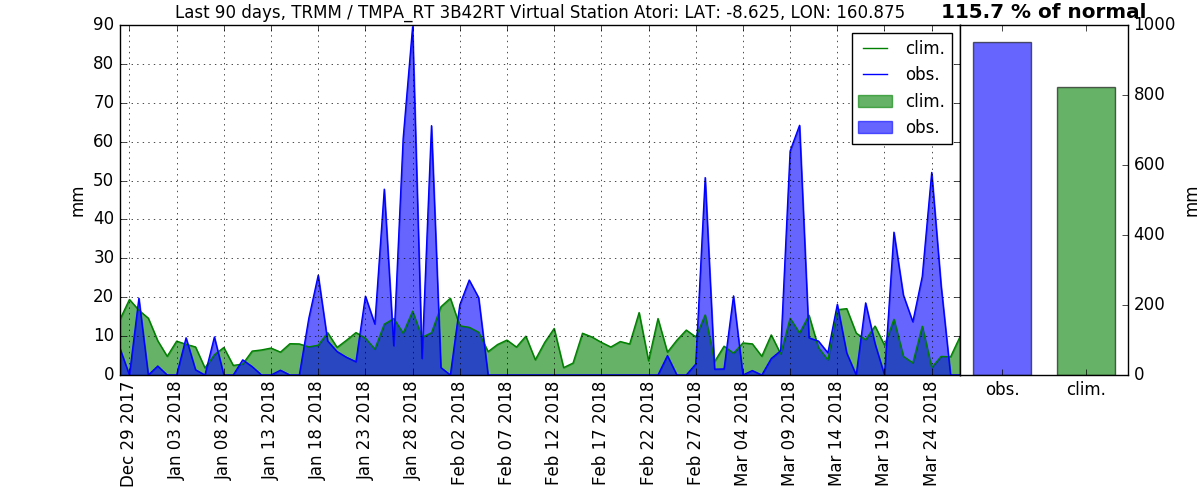 Last 90 days, TRMM / TMPA_RT 3B42RT Virtual Station Atori: LAT: -8.625, LON: 160.875
115.7 % of normal
90
80
70
60
50
40
30
20
10
0
mm
clim.
obs.
clim.
obs.
1000
800
600
400
200
0
mm
obs.
clim.
Dec 29 2017
Jan 03 2018
Jan 08 2018
Jan 13 2018
Jan 18 2018
Jan 23 2018
Jan 28 2018
Feb 02 2018
Feb 07 2018
Feb 12 2018
Feb 17 2018
Feb 22 2018
Feb 27 2018
Mar 04 2018
Mar 09 2018
Mar 14 2018
Mar 19 2018
Mar 24 2018